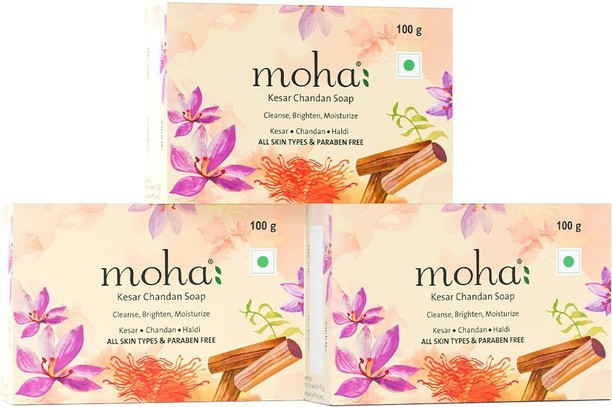 100 g
moha:®
Kesar Chandan Soap
Cleanse, Brighten, Moisturize
Kesar • Chandan • Haldi
ALL SKIN TYPES & PARABEN FREE
100 g
moha:®
Kesar Chandan Soap
Cleanse, Brighten, Moisturize
Kesar • Chandan • Haldi
ALL SKIN TYPES & PARABEN FREE
100 g
moha:
Kesar Chandan Soap
Cleanse, Brighten, Moisturize
Kesar • Chandan • Haldi
ALL SKIN TYPES & PARABEN FREE